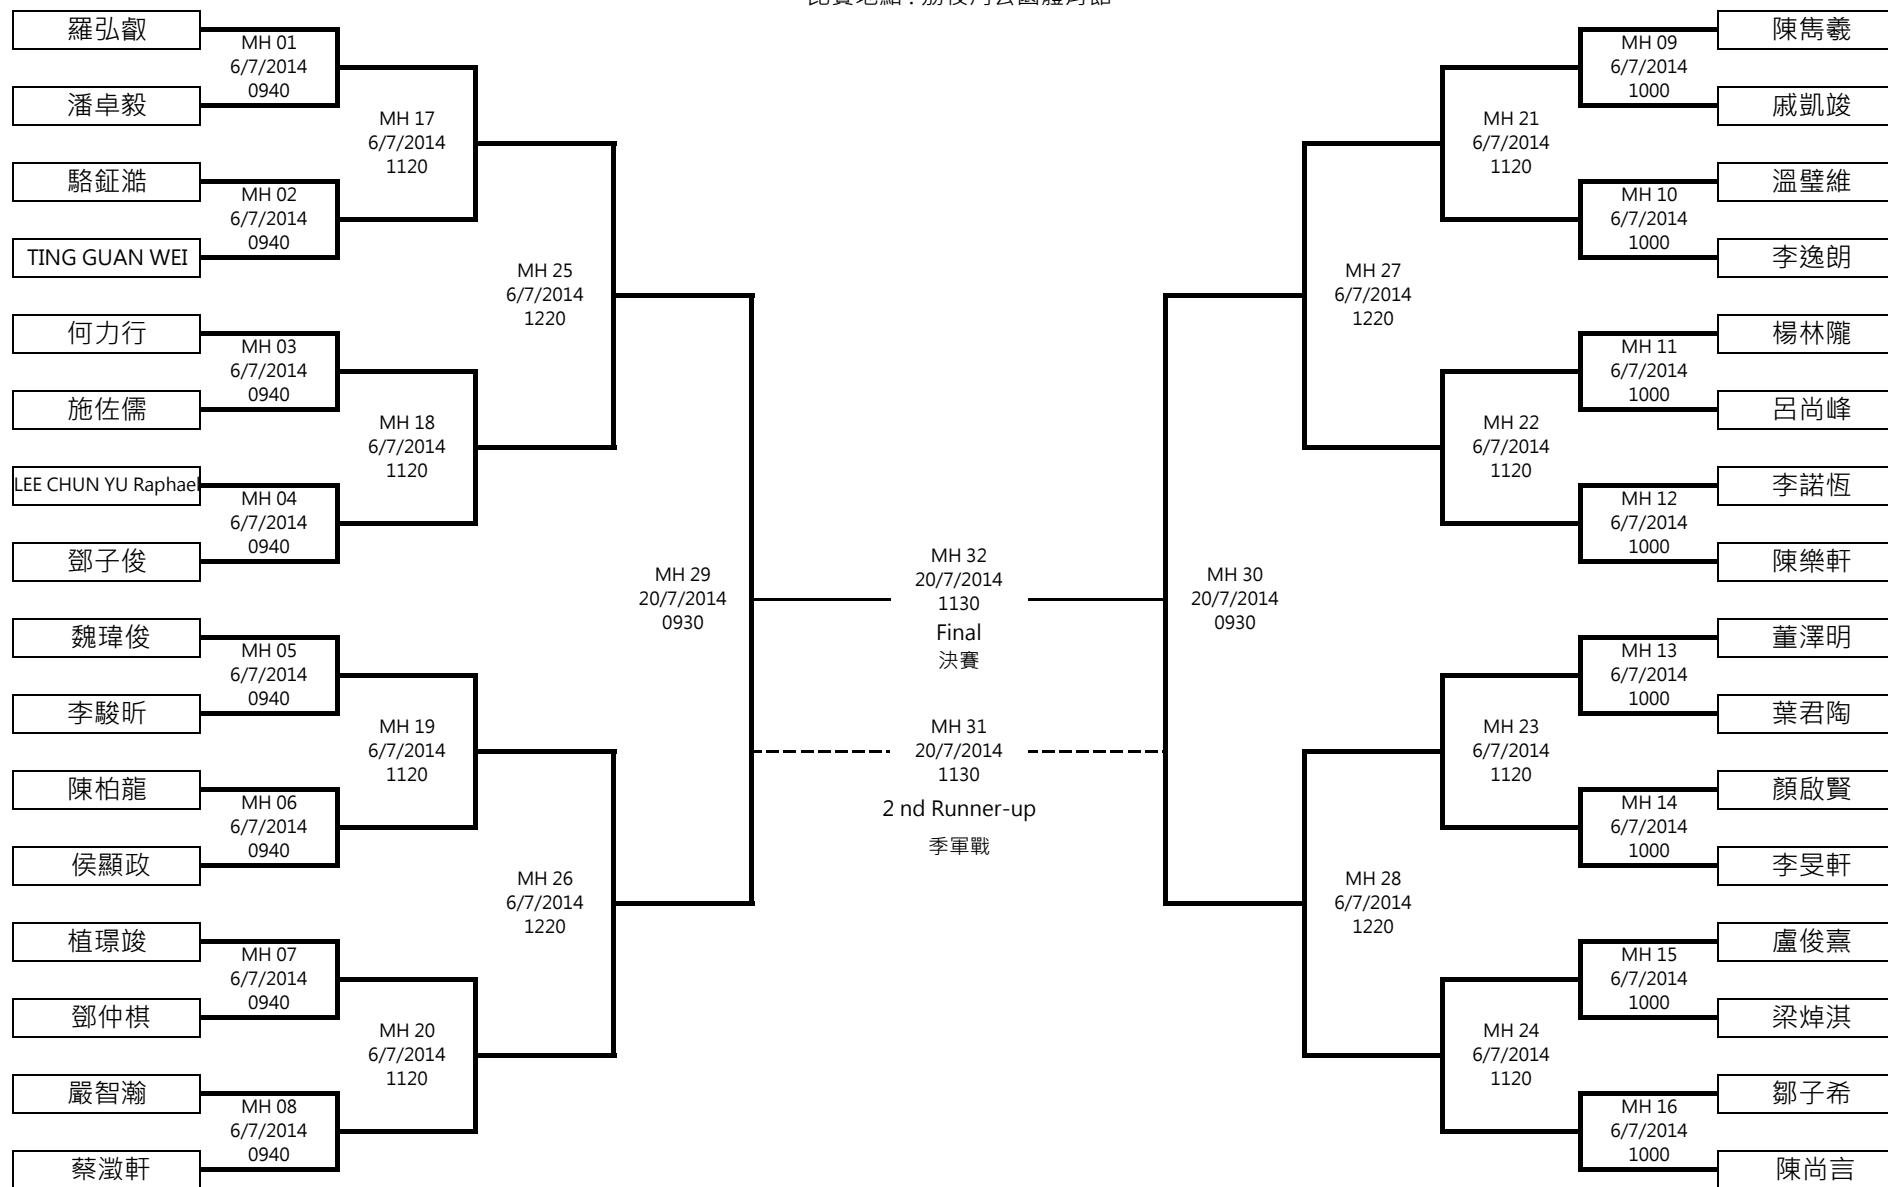 羅弘叡
MH 01
6/7/2014
0940
潘卓毅
MH 17
6/7/2014
1120
駱鉦澔
MH 02
6/7/2014
0940
TING GUAN WEI
MH 25
6/7/2014
1220
何力行
MH 03
6/7/2014
0940
施佐儒
MH 18
6/7/2014
1120
LEE CHUN YU Raphael
MH 04
6/7/2014
0940
鄧子俊
MH 29
20/7/2014
0930
魏瑋俊
MH 05
6/7/2014
0940
李駿昕
MH 19
6/7/2014
1120
陳柏龍
MH 06
6/7/2014
0940
侯顯政
MH 26
6/7/2014
1220
植璟竣
MH 07
6/7/2014
0940
鄧仲棋
MH 20
6/7/2014
1120
嚴智瀚
MH 08
6/7/2014
0940
蔡澂軒
MH 32
20/7/2014
1130
Final
決賽
MH 31
20/7/2014
1130
2 nd Runner-up
季軍戰
陳雋羲
MH 09
6/7/2014
1000
戚凱竣
MH 21
6/7/2014
1120
溫璧維
MH 10
6/7/2014
1000
李逸朗
MH 27
6/7/2014
1220
楊林隴
MH 11
6/7/2014
1000
呂尚峰
MH 22
6/7/2014
1120
李諾恆
MH 12
6/7/2014
1000
陳樂軒
MH 30
20/7/2014
0930
董澤明
MH 13
6/7/2014
1000
葉君陶
MH 23
6/7/2014
1120
顏啟賢
MH 14
6/7/2014
1000
李旻軒
MH 28
6/7/2014
1220
盧俊熹
MH 15
6/7/2014
1000
梁焯淇
MH 24
6/7/2014
1120
鄒子希
MH 16
6/7/2014
1000
陳尚言